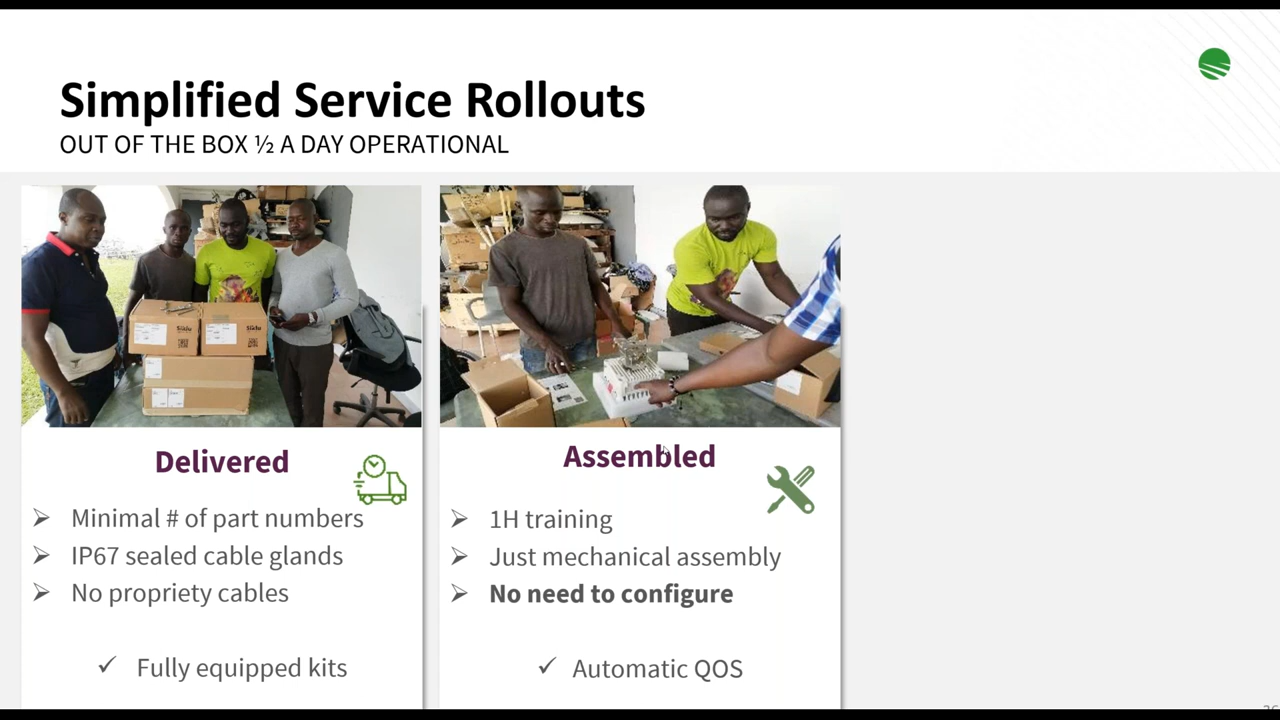 Simplified Service Rollouts
OUT OF THE BOX ½ A DAY OPERATIONAL
Siklu
Siklu
Delivered
Minimal # of part numbers
IP67 sealed cable glands
No propriety cables
Fully equipped kits
Assembled
1H training
Just mechanical assembly
No need to configure
Automatic QOS